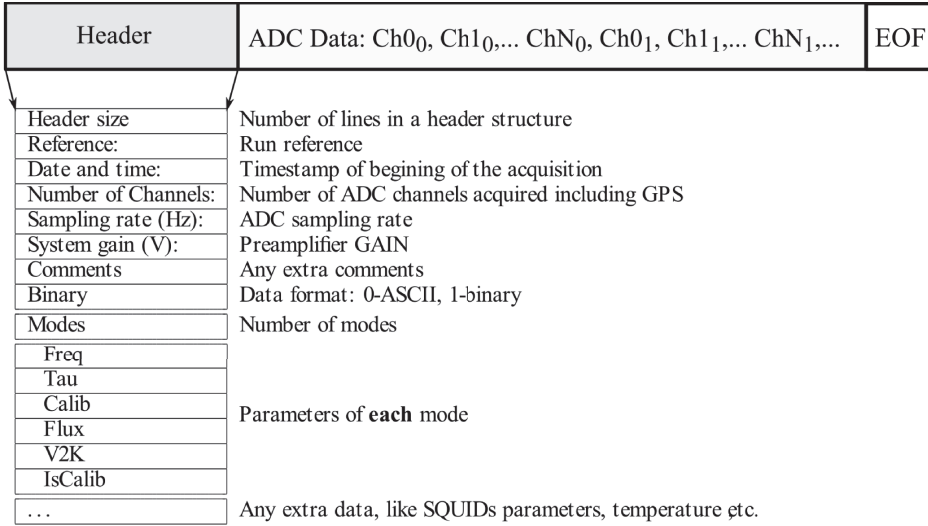 Header ADC Data: Ch0₀, Ch1₀,... ChN₀, Ch0₁, Ch1₁,... ChN₁,... EOF
Header size Number of lines in a header structure
Reference: Run reference
Date and time: Timestamp of begining of the acquisition
Number of Channels: Number of ADC channels acquired including GPS
Sampling rate (Hz): ADC sampling rate
System gain (V): Preamplifier GAIN
Comments Any extra comments
Binary Data format: 0-ASCII, 1-binary
Modes Number of modes
Freq
Tau
Calib
Parameters of each mode
Flux
V2K
IsCalib
... Any extra data, like SQUIDs parameters, temperature etc.